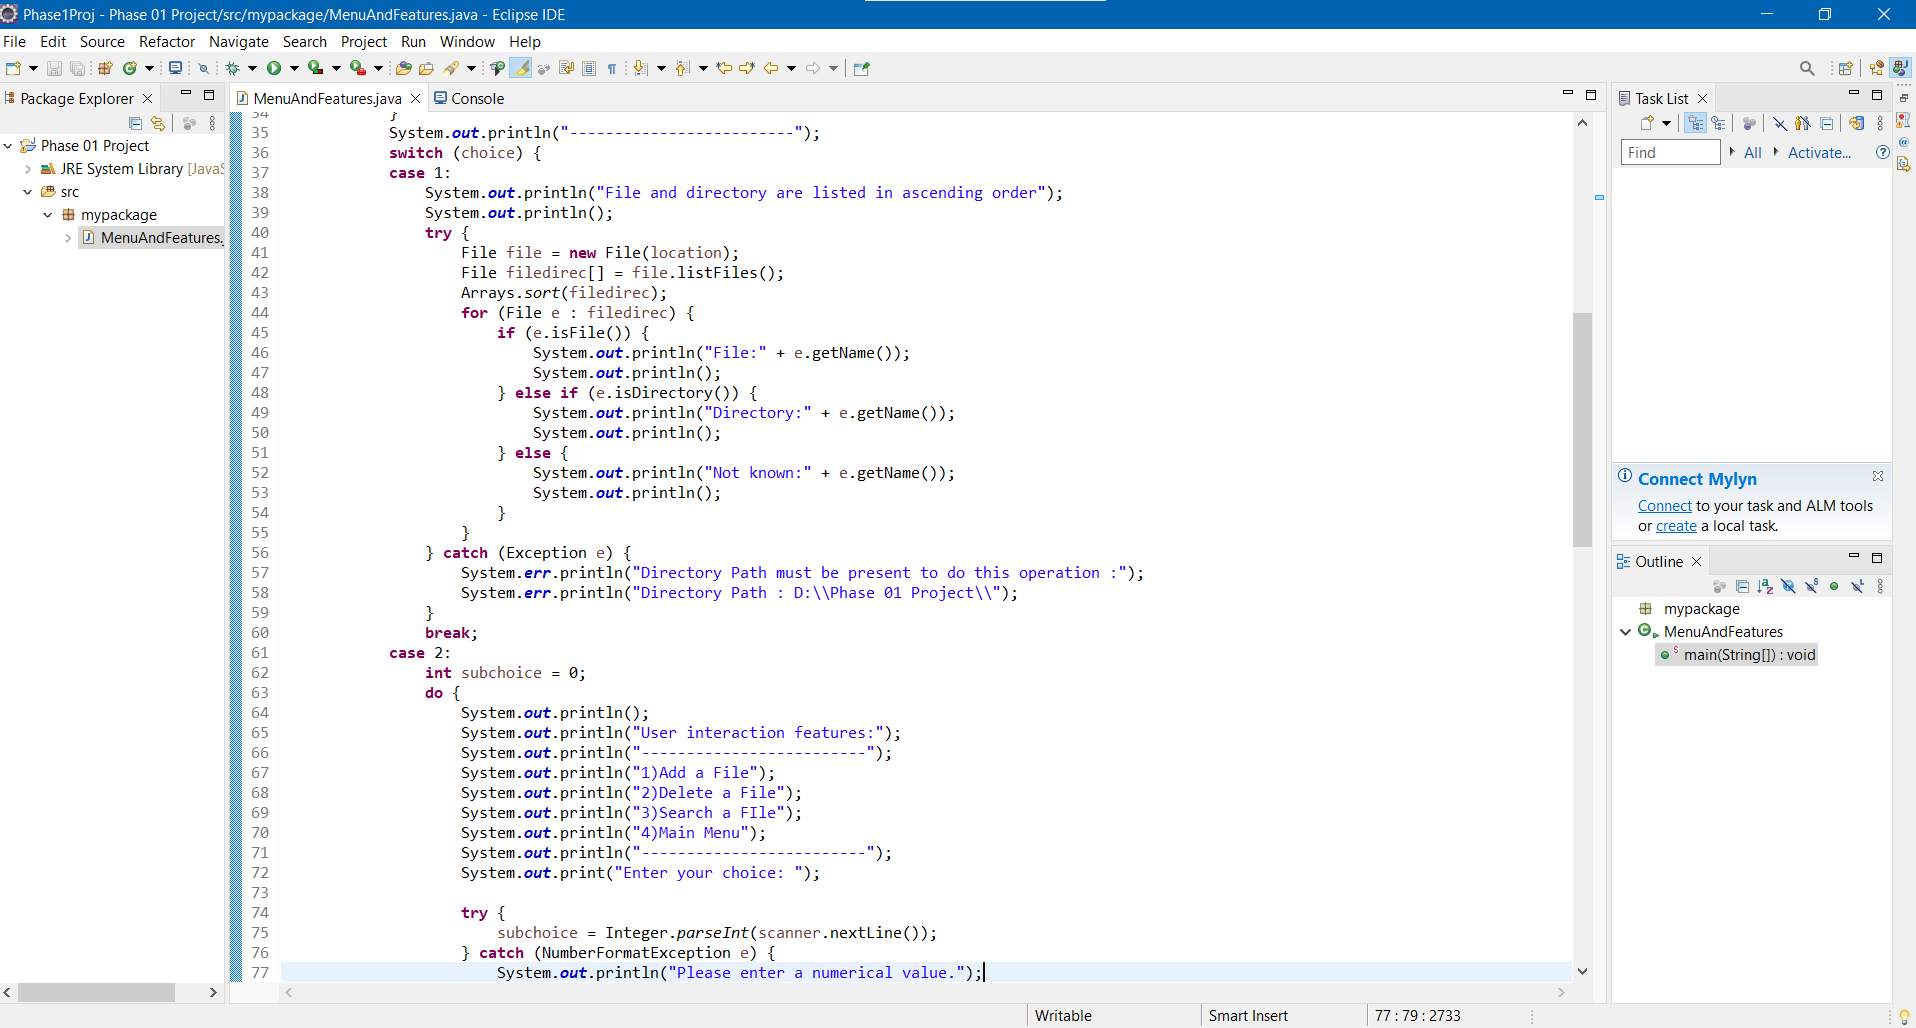 Phase1Proj - Phase 01 Project/src/mypackage/MenuAndFeatures.java - Eclipse IDE
File Edit Source Refactor Navigate Search Project Run Window Help
Package Explorer
Phase 01 Project
JRE System Library [JavaS
src
mypackage
MenuAndFeatures.
MenuAndFeatures.java
Console
34 }
35 System.out.println("-------------------------");
36 switch (choice) {
37 case 1:
38 System.out.println("File and directory are listed in ascending order");
39 System.out.println();
40 try {
41 File file = new File(location);
42 File filedirec[] = file.listFiles();
43 Arrays.sort(filedirec);
44 for (File e : filedirec) {
45 if (e.isFile()) {
46 System.out.println("File:" + e.getName());
47 System.out.println();
48 } else if (e.isDirectory()) {
49 System.out.println("Directory:" + e.getName());
50 System.out.println();
51 } else {
52 System.out.println("Not known:" + e.getName());
53 System.out.println();
54 }
55 }
56 } catch (Exception e) {
57 System.err.println("Directory Path must be present to do this operation :");
58 System.err.println("Directory Path : D:\\Phase 01 Project\\");
59 }
60 break;
61 case 2:
62 int subchoice = 0;
63 do {
64 System.out.println();
65 System.out.println("User interaction features:");
66 System.out.println("-------------------------");
67 System.out.println("1)Add a File");
68 System.out.println("2)Delete a File");
69 System.out.println("3)Search a FIle");
70 System.out.println("4)Main Menu");
71 System.out.println("-------------------------");
72 System.out.print("Enter your choice: ");
73
74 try {
75 subchoice = Integer.parseInt(scanner.nextLine());
76 } catch (NumberFormatException e) {
77 System.out.println("Please enter a numerical value.");
Task List
Find All Activate...
Connect Mylyn
Connect to your task and ALM tools
or create a local task.
Outline
mypackage
MenuAndFeatures
main(String[]) : void
Writable Smart Insert 77 : 79 : 2733